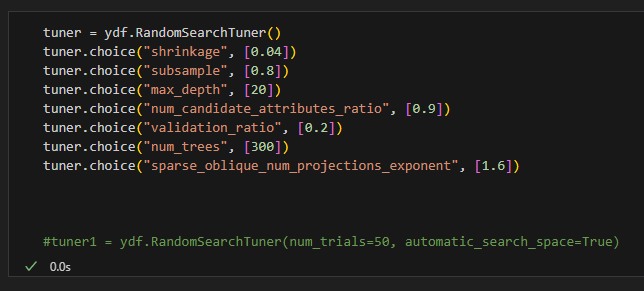 tuner = ydf.RandomSearchTuner()
tuner.choice("shrinkage", [0.04])
tuner.choice("subsample", [0.8])
tuner.choice("max_depth", [20])
tuner.choice("num_candidate_attributes_ratio", [0.9])
tuner.choice("validation_ratio", [0.2])
tuner.choice("num_trees", [300])
tuner.choice("sparse_oblique_num_projections_exponent", [1.6])
#tuner1 = ydf.RandomSearchTuner(num_trials=50, automatic_search_space=True)
0.0s